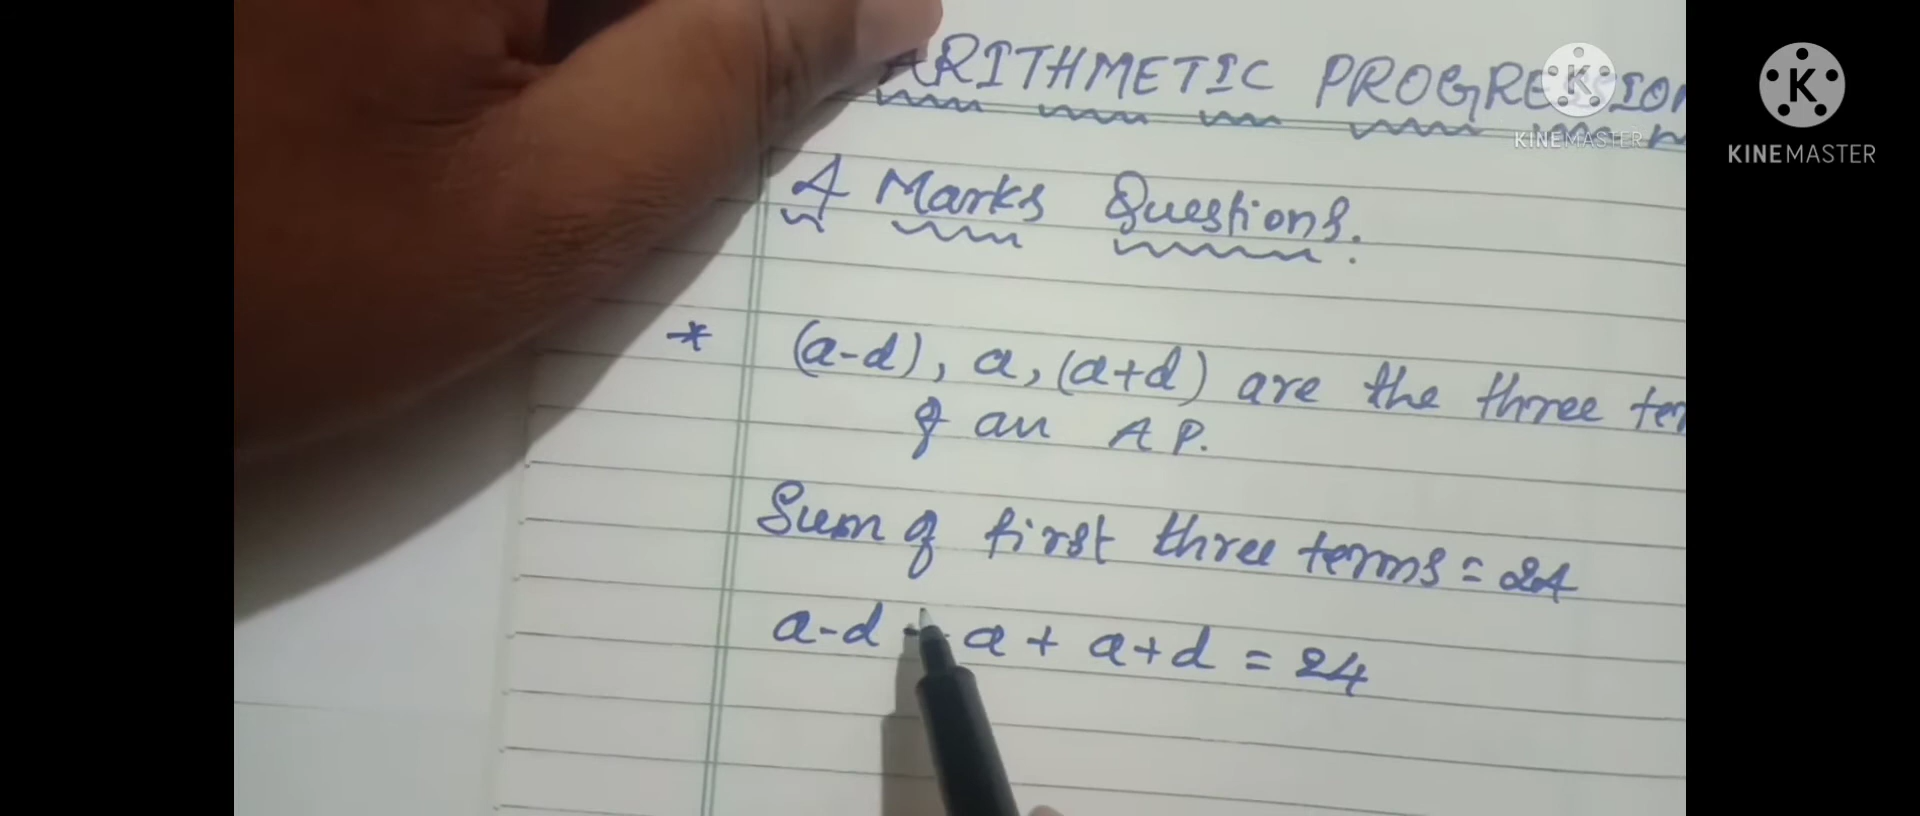 ARITHMETIC PROGRESSION
4 Marks Questions.
* (a-d), a, (a+d) are the three
of an AP.
Sum of first three terms = 24
a-d + a + a+d = 24
KINEMASTER
KINEMASTER